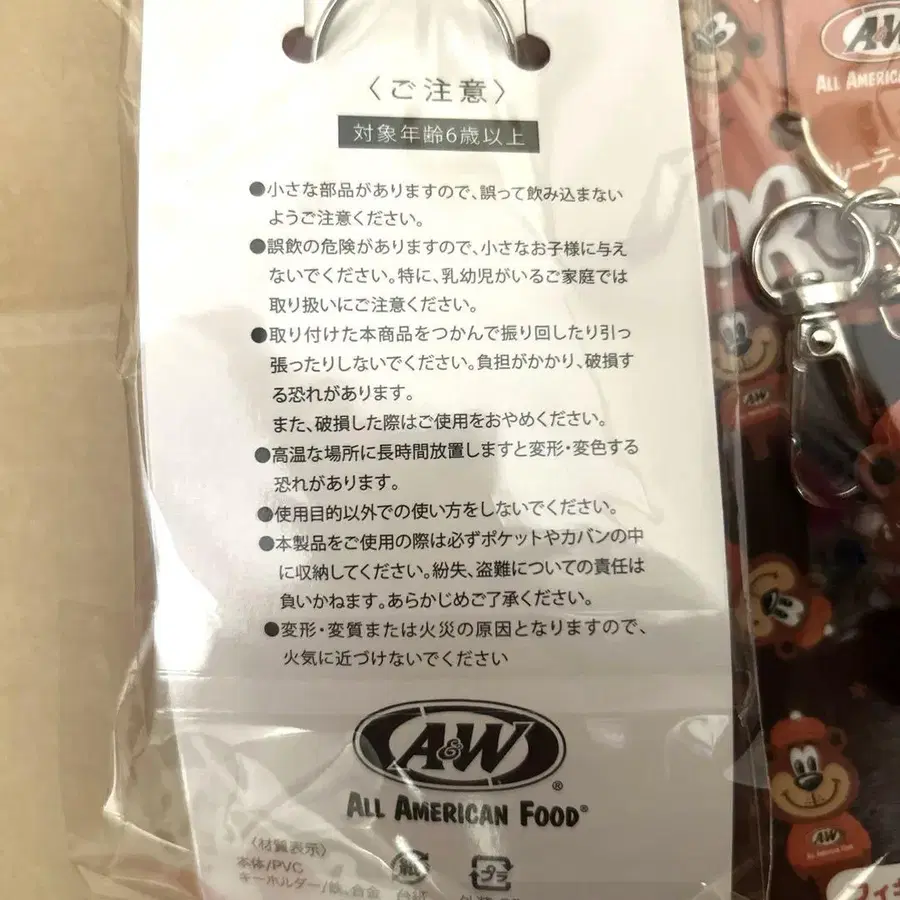 〈ご注意〉
対象年齢6歳以上
●小さな部品がありますので、誤って飲み込まない
ようご注意ください。
●誤飲の危険がありますので、小さなお子様に与え
ないでください。特に、乳幼児がいるご家庭では
取り扱いにご注意ください。
●取り付けた本商品をつかんで振り回したり引っ
張ったりしないでください。負担がかかり、破損す
る恐れがあります。
また、破損した際はご使用をおやめください。
●高温な場所に長時間放置しますと変形・変色する
恐れがあります。
●使用目的以外での使い方をしないでください。
●本製品をご使用の際は必ずポケットやカバンの中
に収納してください。紛失、盗難についての責任は
負いかねます。あらかじめご了承ください。
●変形・変質または火災の原因となりますので、
火気に近づけないでください
A&W®
ALL AMERICAN FOOD®
〈材質表示〉
本体/PVC
キーホルダー/鉄、合金
紙
台紙
プラ
A&W
ALL AMERICA
A&W
A&W
All American Food